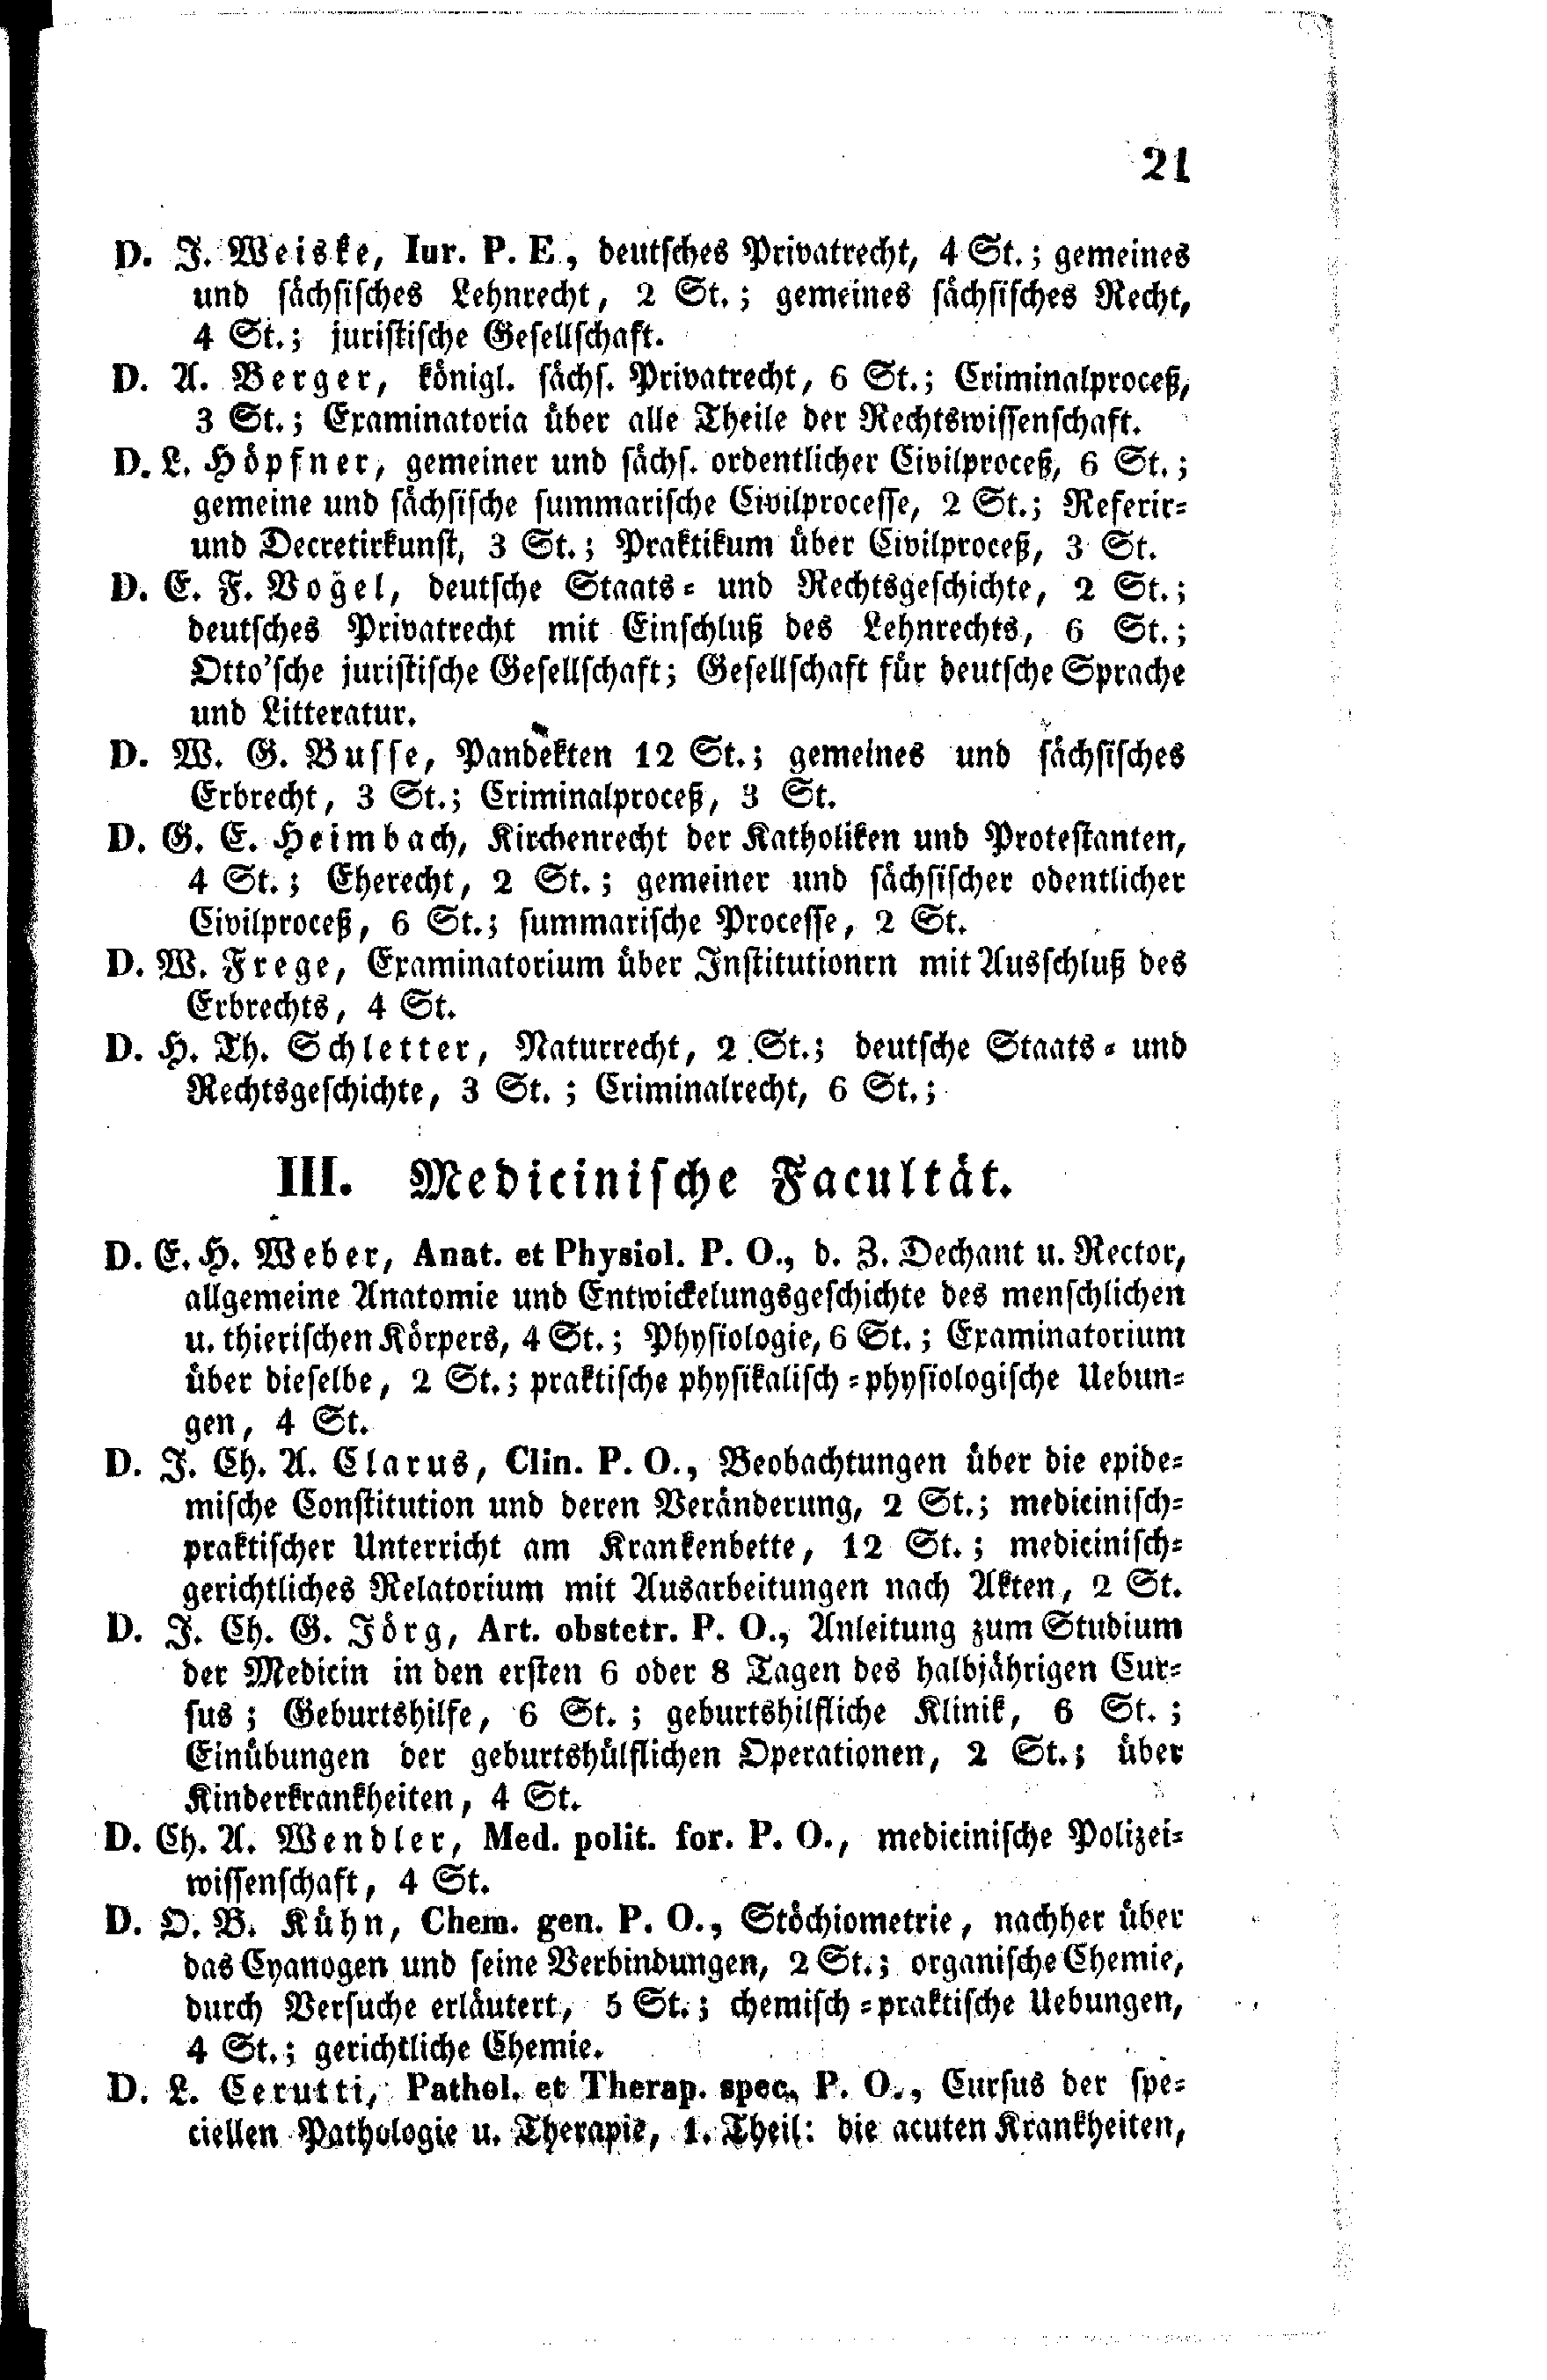 21
D. J. Weiske, Iur. P. E., deutsches Privatrecht, 4 St.; gemeines
und sächsisches Lehnrecht, 2 St.; gemeines sächsisches Recht,
4 St.; juristische Gesellschaft.
D. A. Berger, königl. sächs. Privatrecht, 6 St.; Criminalproceß,
3 St.; Examinatoria über alle Theile der Rechtswissenschaft.
D. L. Höpfner, gemeiner und sächs. ordentlicher Civilproceß, 6 St.;
gemeine und sächsische summarische Civilprocesse, 2 St.; Referir-
und Decretirkunst, 3 St.; Praktikum über Civilproceß, 3 St.
D. E. F. Vogel, deutsche Staats- und Rechtsgeschichte, 2 St.;
deutsches Privatrecht mit Einschluß des Lehnrechts, 6 St.;
Otto'sche juristische Gesellschaft; Gesellschaft für deutsche Sprache
und Litteratur.
D. W. G. Busse, Pandekten 12 St.; gemeines und sächsisches
Erbrecht, 3 St.; Criminalproceß, 3 St.
D. G. E. Heimbach, Kirchenrecht der Katholiken und Protestanten,
4 St.; Eherecht, 2 St.; gemeiner und sächsischer odentlicher
Civilproceß, 6 St.; summarische Processe, 2 St.
D. W. Frege, Examinatorium über Institutionen mit Ausschluß des
Erbrechts, 4 St.
D. H. Th. Schletter, Naturrecht, 2 St.; deutsche Staats- und
Rechtsgeschichte, 3 St.; Criminalrecht, 6 St.;
III. Medicinische Facultät.
D. E. H. Weber, Anat. et Physiol. P. O., d. Z. Dechant u. Rector,
allgemeine Anatomie und Entwickelungsgeschichte des menschlichen
u. thierischen Körpers, 4 St.; Physiologie, 6 St.; Examinatorium
über dieselbe, 2 St.; praktische physikalisch-physiologische Uebun-
gen, 4 St.
D. J. Ch. A. Clarus, Clin. P. O., Beobachtungen über die epide-
mische Constitution und deren Veränderung, 2 St.; medicinisch-
praktischer Unterricht am Krankenbette, 12 St.; medicinisch-
gerichtliches Relatorium mit Ausarbeitungen nach Akten, 2 St.
D. J. Ch. G. Jörg, Art. obstetr. P. O., Anleitung zum Studium
der Medicin in den ersten 6 oder 8 Tagen des halbjährigen Cur-
sus; Geburtshilfe, 6 St.; geburtshilfliche Klinik, 6 St.;
Einübungen der geburtshülflichen Operationen, 2 St.; über
Kinderkrankheiten, 4 St.
D. Ch. A. Wendler, Med. polit. for. P. O., medicinische Polizei-
wissenschaft, 4 St.
D. O. B. Kühn, Chem. gen. P. O., Stöchiometrie, nachher über
das Cyanogen und seine Verbindungen, 2 St.; organische Chemie,
durch Versuche erläutert, 5 St.; chemisch-praktische Uebungen,
4 St.; gerichtliche Chemie.
D. L. Cerutti, Pathol. et Therap. spec. P. O., Cursus der spe-
ciellen Pathologie u. Therapie, 1. Theil: die acuten Krankheiten,